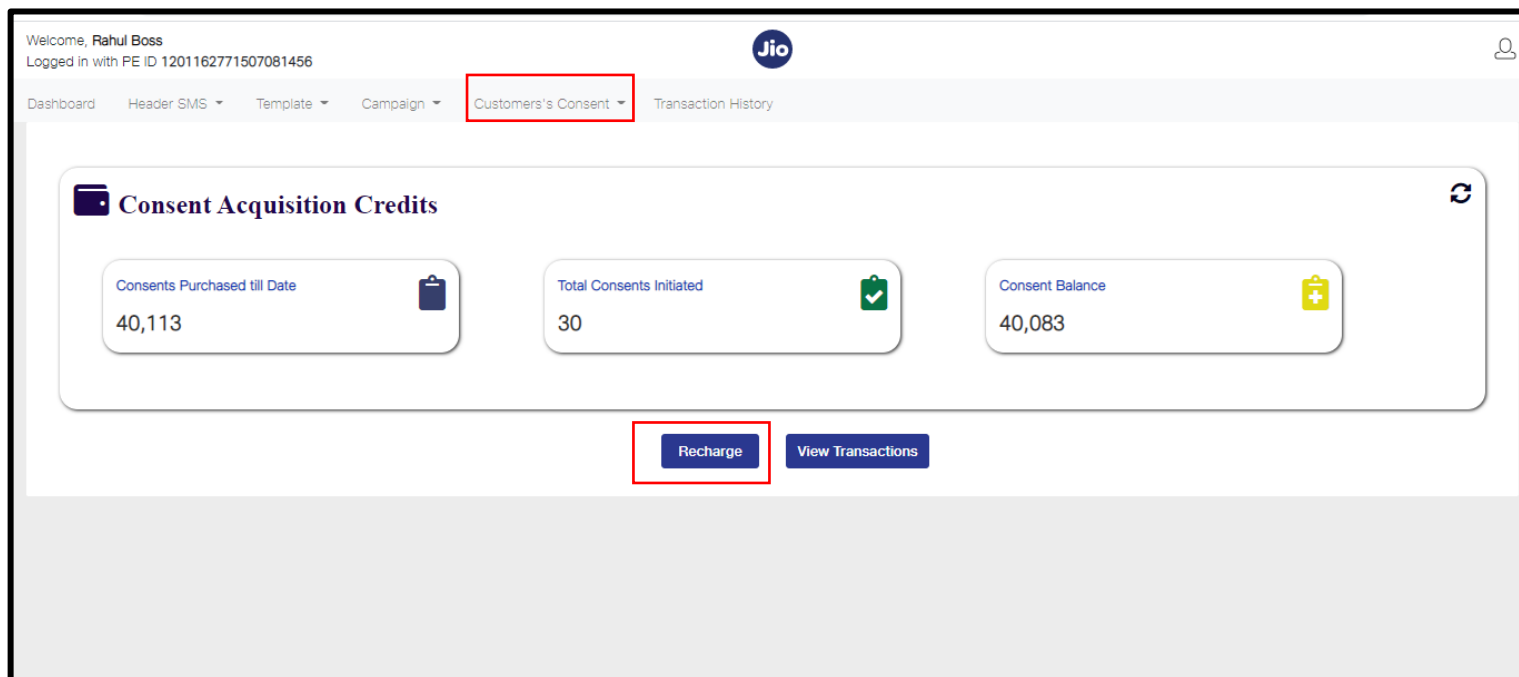 Welcome, Rahul Boss
Logged in with PE ID 1201162771507081456
Jio
Dashboard Header SMS Template Campaign Customers's Consent Transaction History
Consent Acquisition Credits
Consents Purchased till Date Total Consents Initiated Consent Balance
40,113 30 40,083
Recharge View Transactions